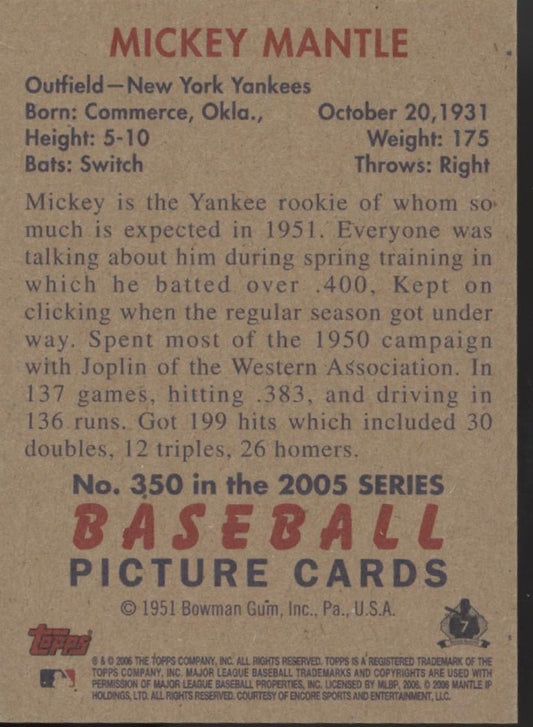 MICKEY MANTLE
Outfield—New York Yankees
Born: Commerce, Okla., October 20,1931
Height: 5-10 Weight: 175
Bats: Switch Throws: Right
Mickey is the Yankee rookie of whom so
much is expected in 1951. Everyone was
talking about him during spring training in
which he batted over .400, Kept on
clicking when the regular season got under
way. Spent most of the 1950 campaign
with Joplin of the Western Association. In
137 games, hitting .383, and driving in
136 runs. Got 199 hits which included 30
doubles, 12 triples, 26 homers.
No. 350 in the 2005 SERIES
BASEBALL
PICTURE CARDS
© 1951 Bowman Gum, Inc., Pa., U.S.A.
Topps
7
® & © 2006 THE TOPPS COMPANY, INC. ALL RIGHTS RESERVED. TOPPS IS A REGISTERED TRADEMARK OF THE
TOPPS COMPANY, INC. MAJOR LEAGUE BASEBALL TRADEMARKS AND COPYRIGHTS ARE USED WITH
PERMISSION OF MAJOR LEAGUE BASEBALL PROPERTIES, INC. LICENSED BY MLBP, 2006. © 2006 MANTLE IP
HOLDINGS, LTD. ALL RIGHTS RESERVED. COURTESY OF ENCORE SPORTS AND ENTERTAINMENT, LLC.